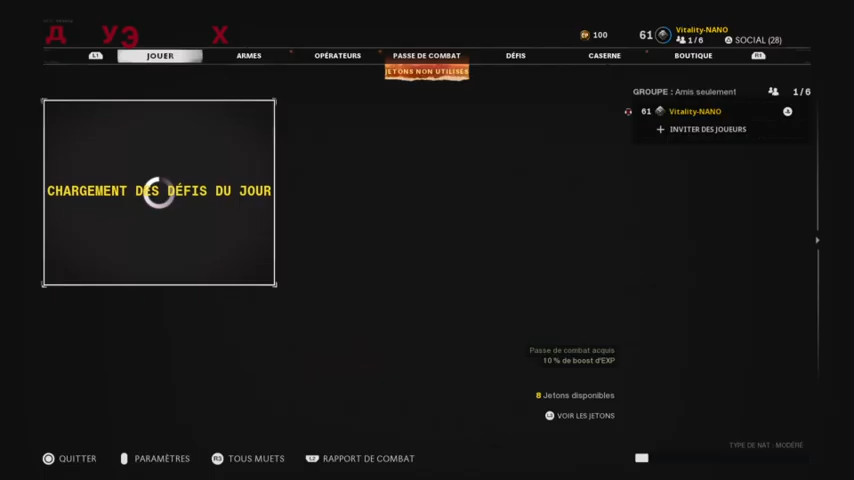 Д УЭ Х
100
61 Vitality-NANO
1/6 SOCIAL (28)
L1 JOUER ARMES OPÉRATEURS PASSE DE COMBAT DÉFIS CASERNE BOUTIQUE R1
JETONS NON UTILISÉS
GROUPE : Amis seulement 1/6
61 Vitality-NANO
INVITER DES JOUEURS
CHARGEMENT DES DÉFIS DU JOUR
Passe de combat acquis
10 % de boost d'EXP
8 Jetons disponibles
VOIR LES JETONS
TYPE DE NAT : MODÉRÉ
QUITTER PARAMÈTRES R3 TOUS MUETS L2 RAPPORT DE COMBAT